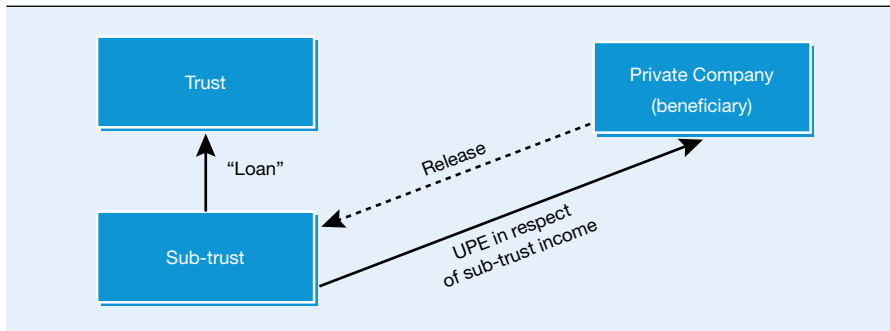 Trust
Private Company
(beneficiary)
Release
“Loan”
UPE in respect
of sub-trust income
Sub-trust